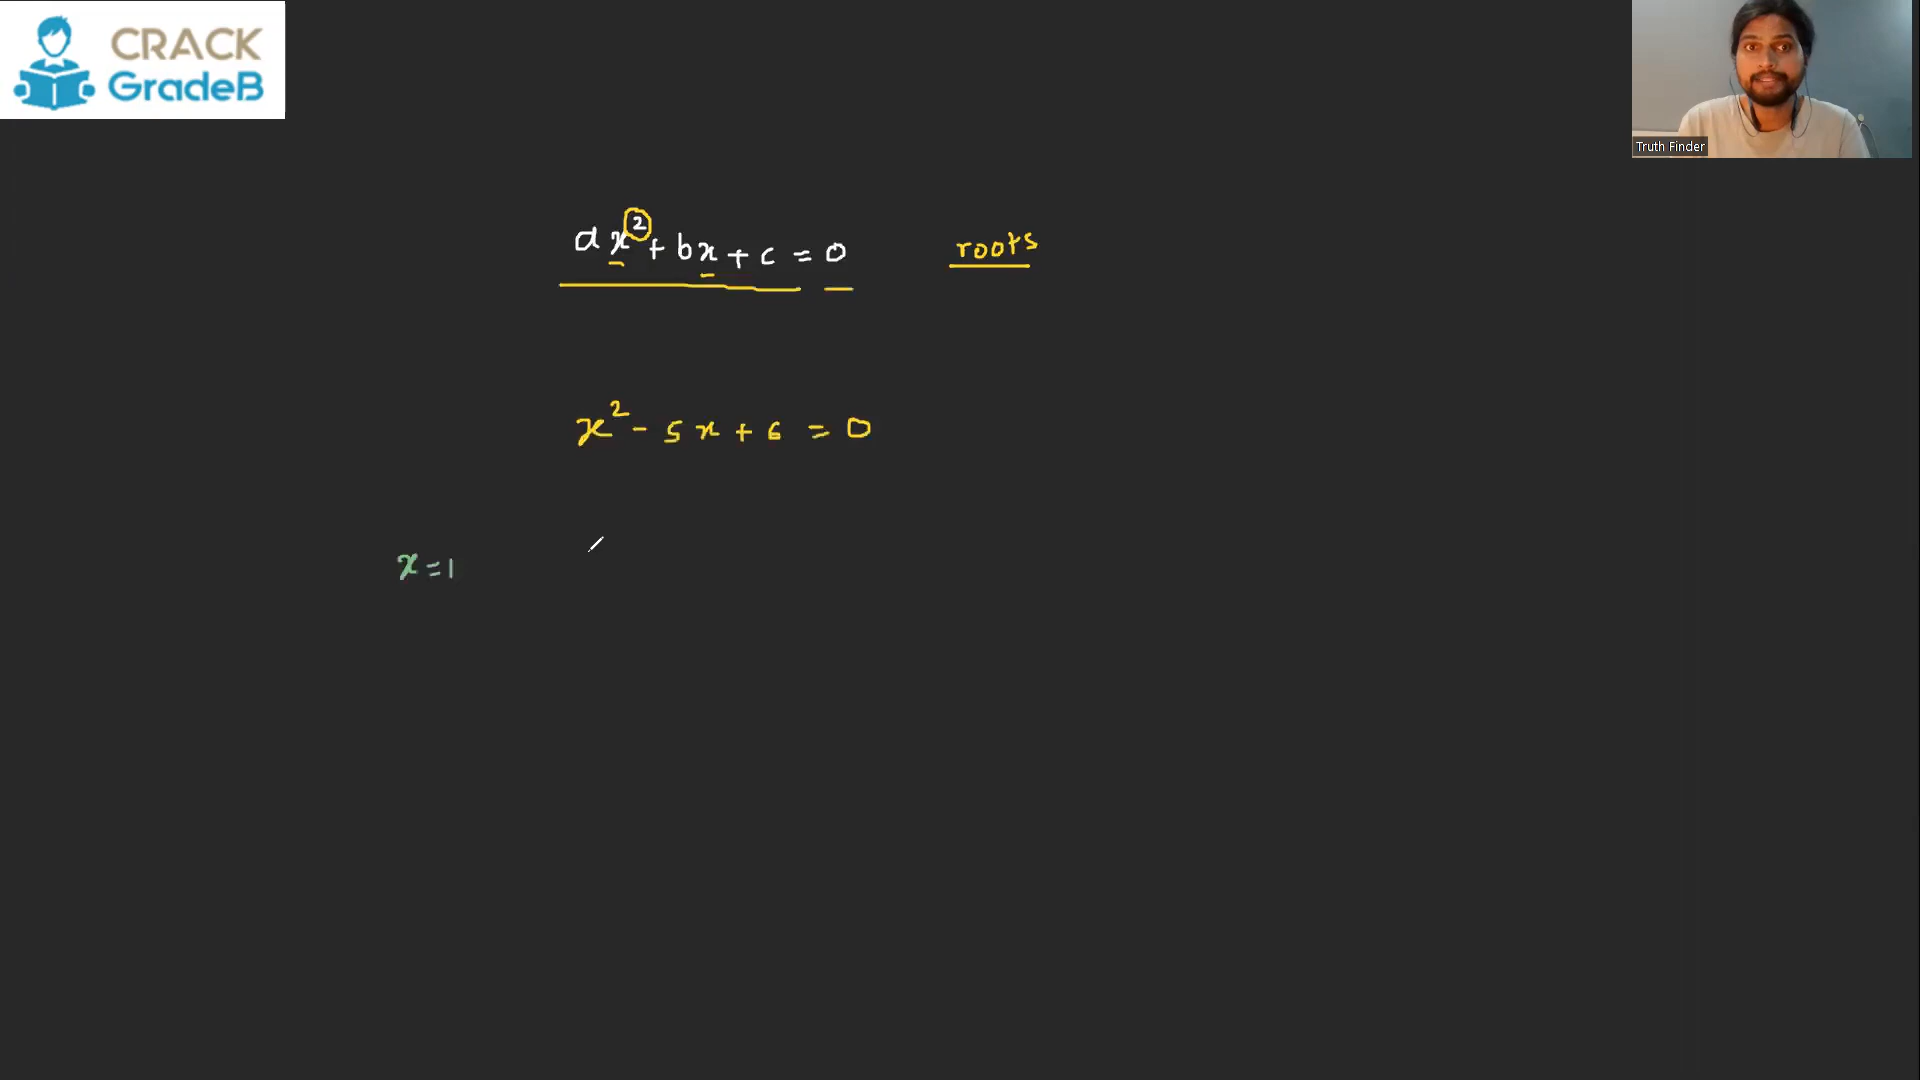 CRACK
GradeB
Truth Finder
ax²+bx+c=0 roots
x²-5x+6=0
x=1